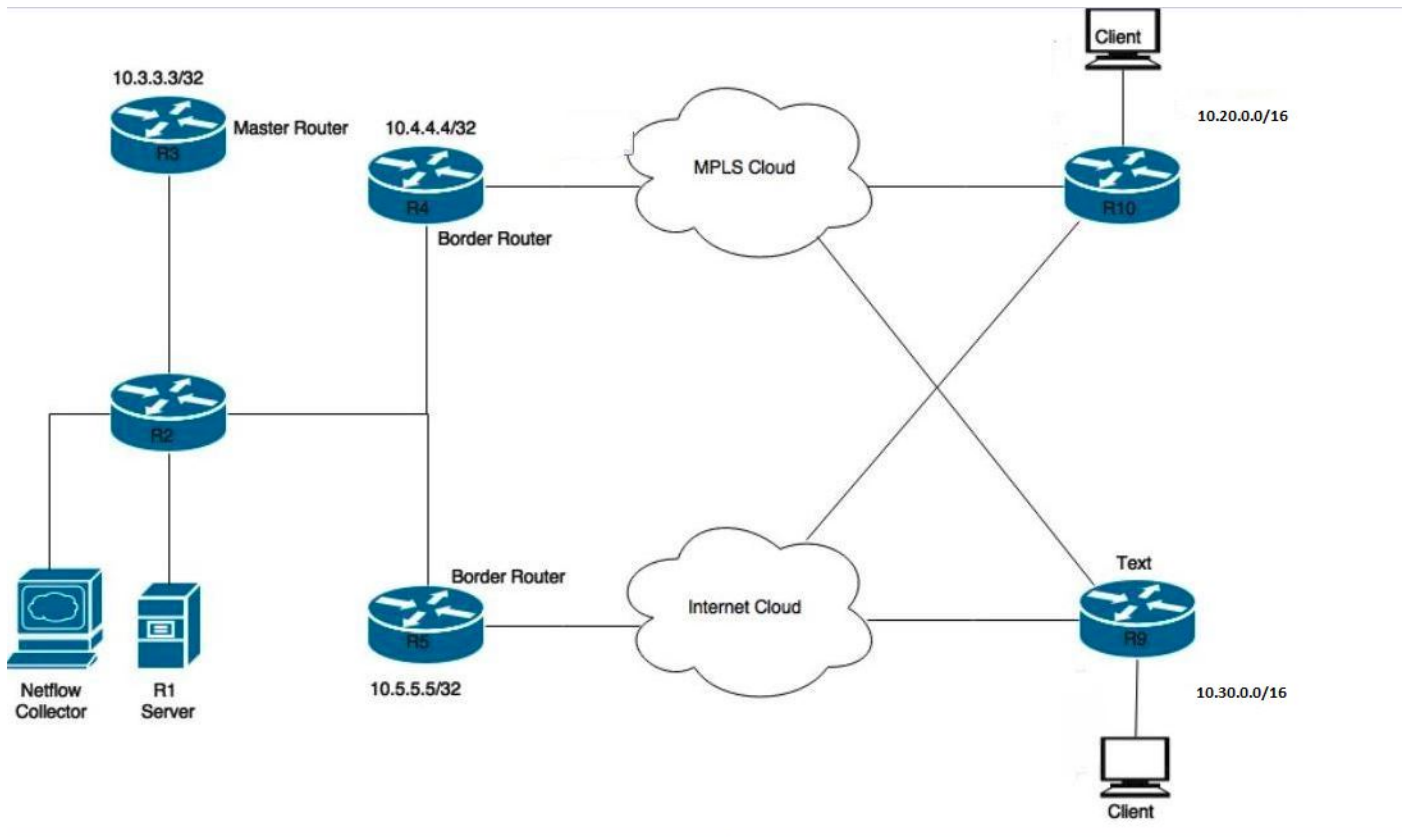 Client
10.3.3.3/32
10.20.0.0/16
Master Router
10.4.4.4/32
R3
MPLS Cloud
R4
R10
Border Router
R2
Text
Border Router
Internet Cloud
R5
R9
Netflow
Collector
R1
Server
10.5.5.5/32
10.30.0.0/16
Client